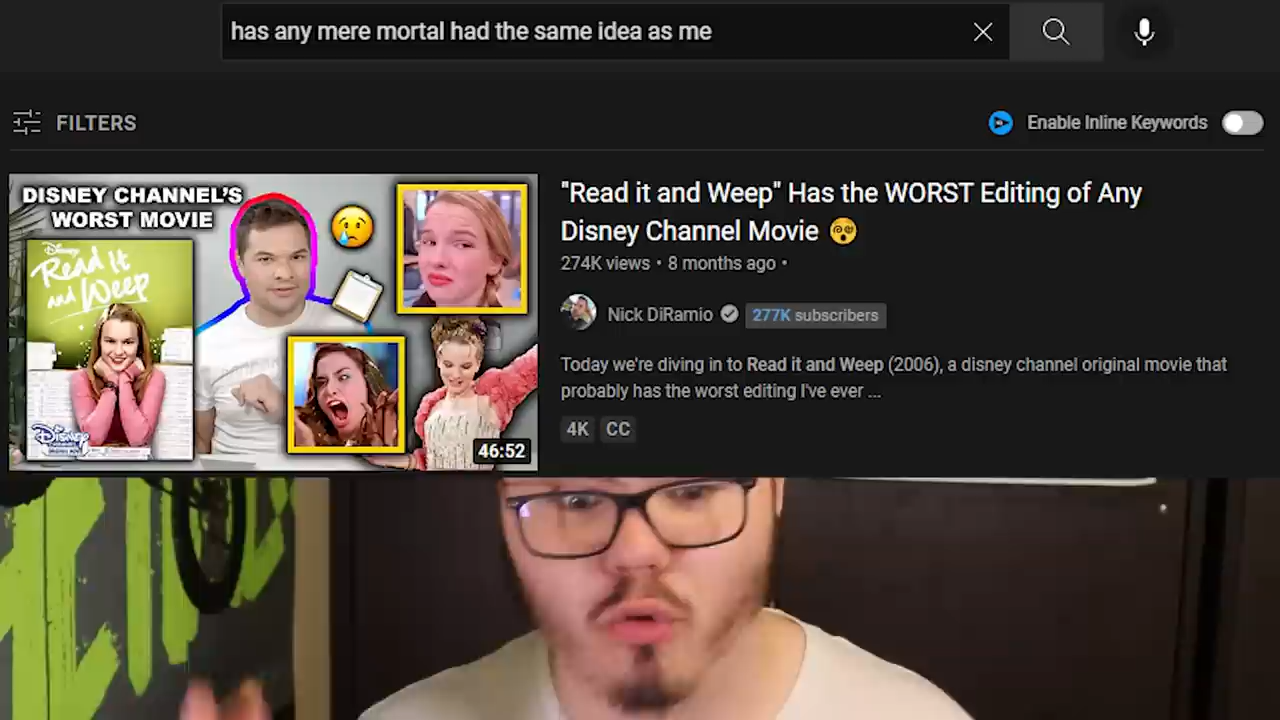 has any mere mortal had the same idea as me
FILTERS
Enable Inline Keywords
DISNEY CHANNEL'S
WORST MOVIE
Disney
Read It
and Weep
Disney
46:52
"Read it and Weep" Has the WORST Editing of Any
Disney Channel Movie 😵‍💫
274K views • 8 months ago •
Nick DiRamio 277K subscribers
Today we're diving in to Read it and Weep (2006), a disney channel original movie that
probably has the worst editing I've ever ...
4K CC